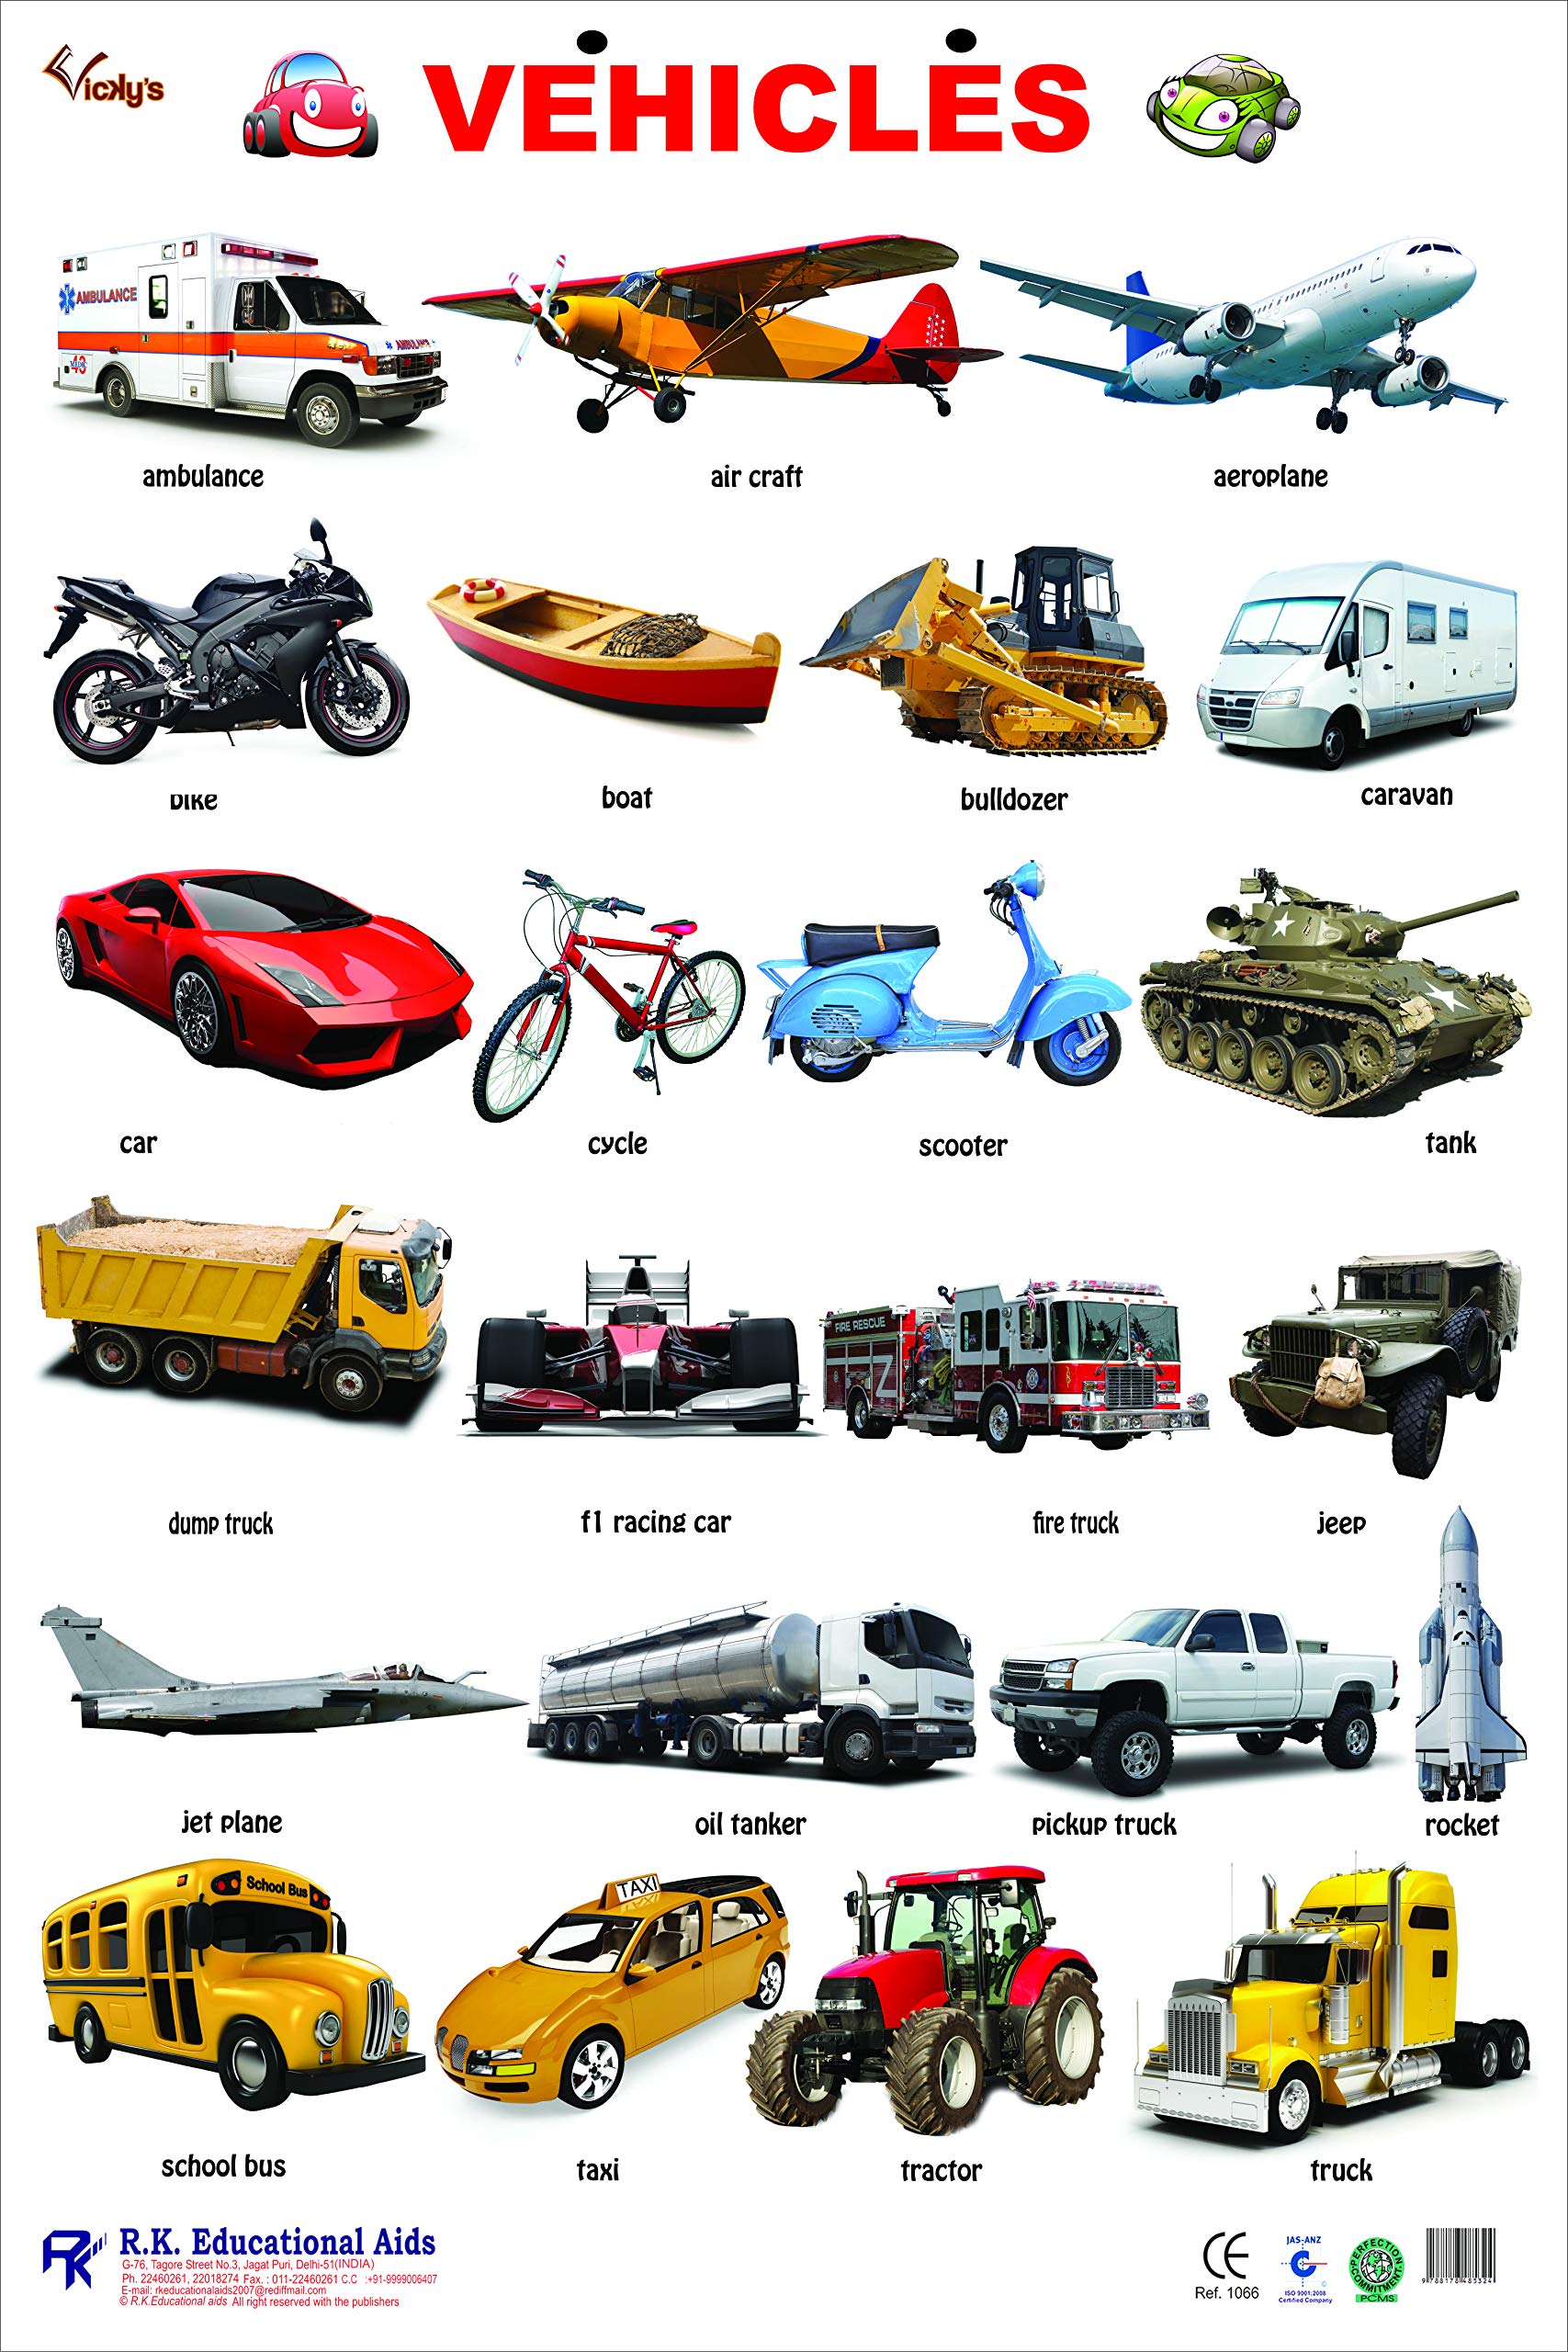 Vicky's
VEHICLES
AMBULANCE
AMBULANCE
ambulance
air craft
aeroplane
bike
boat
bulldozer
caravan
car
cycle
scooter
tank
FIRE RESCUE
dump truck
f1 racing car
fire truck
jeep
jet plane
oil tanker
pickup truck
rocket
School Bus
TAXI
school bus
taxi
tractor
truck
RK
R.K. Educational Aids
G-76, Tagore Street No.3, Jagat Puri, Delhi-51(INDIA)
Ph. 22460261, 22018274 Fax. : 011-22460261 C.C :+91-9999006407
E-mail: rkeducationalaids2007@rediffmail.com
© R.K.Educational aids All right reserved with the publishers
CE
Ref. 1066
JAS-ANZ
ISO 9001:2008
Certified Company
PERFECTION
COMMITMENT
PCMS
9 788178 485324